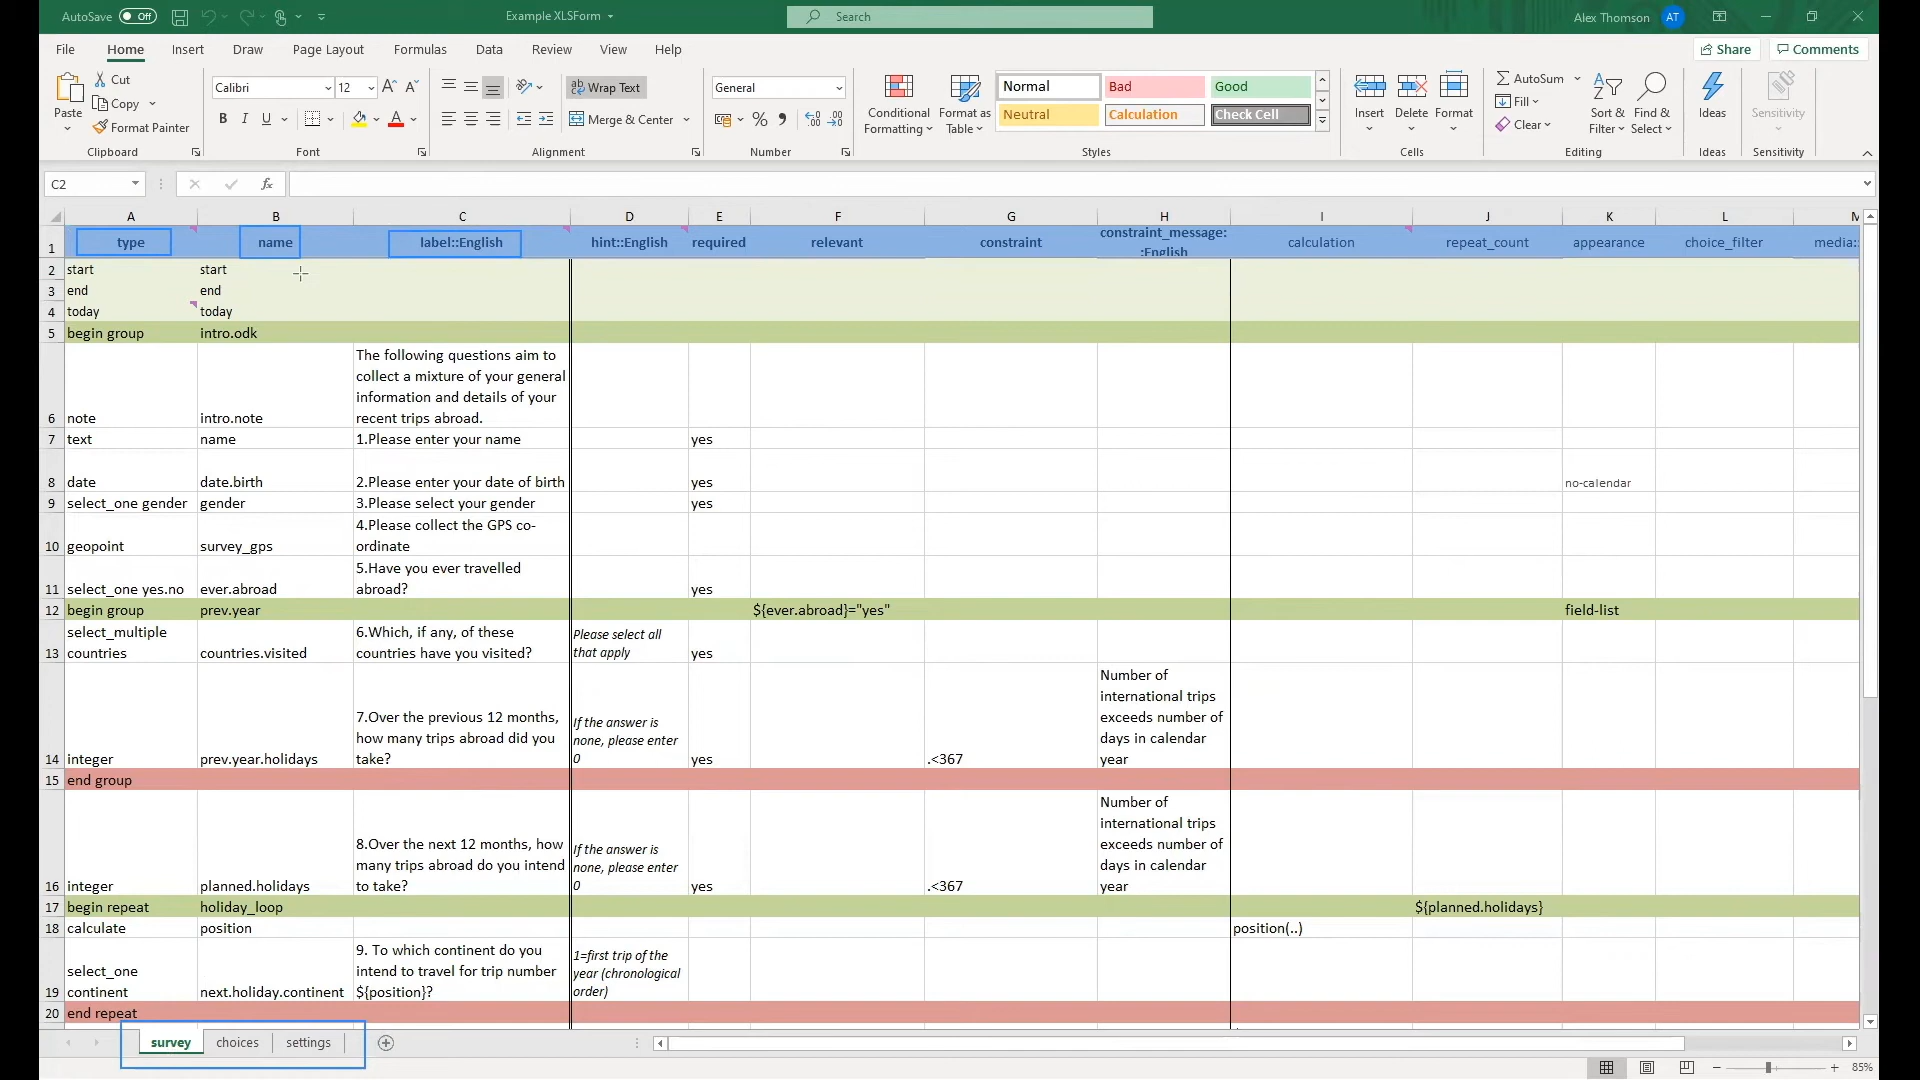 AutoSave Off
Example XLSForm
Search
Alex Thomson AT
File Home Insert Draw Page Layout Formulas Data Review View Help
Share Comments
Paste
Cut
Copy
Format Painter
Clipboard
Calibri 12
B I U
Font
Wrap Text
Merge & Center
Alignment
General
Number
Conditional Formatting
Format as Table
Normal Bad Good
Neutral Calculation Check Cell
Styles
Insert Delete Format
Cells
AutoSum
Fill
Clear
Sort & Filter
Find & Select
Editing
Ideas
Ideas
Sensitivity
Sensitivity
C2
fx
A B C D E F G H I J K L M
1 type name label::English hint::English required relevant constraint constraint_message::English calculation repeat_count appearance choice_filter media::
2 start start
3 end end
4 today today
5 begin group intro.odk
The following questions aim to
collect a mixture of your general
information and details of your
6 note intro.note recent trips abroad.
7 text name 1.Please enter your name yes
8 date date.birth 2.Please enter your date of birth yes no-calendar
9 select_one gender gender 3.Please select your gender yes
4.Please collect the GPS co-
10 geopoint survey_gps ordinate
5.Have you ever travelled
11 select_one yes.no ever.abroad abroad? yes
12 begin group prev.year ${ever.abroad}="yes" field-list
select_multiple 6.Which, if any, of these Please select all
13 countries countries.visited countries have you visited? that apply yes
Number of
international trips
7.Over the previous 12 months, If the answer is exceeds number of
how many trips abroad did you none, please enter days in calendar
14 integer prev.year.holidays take? 0 yes .<367 year
15 end group
Number of
international trips
8.Over the next 12 months, how If the answer is exceeds number of
many trips abroad do you intend none, please enter days in calendar
16 integer planned.holidays to take? 0 yes .<367 year
17 begin repeat holiday_loop ${planned.holidays}
18 calculate position position(..)
9. To which continent do you 1=first trip of the
select_one intend to travel for trip number year (chronological
19 continent next.holiday.continent ${position}? order)
20 end repeat
survey choices settings
85%